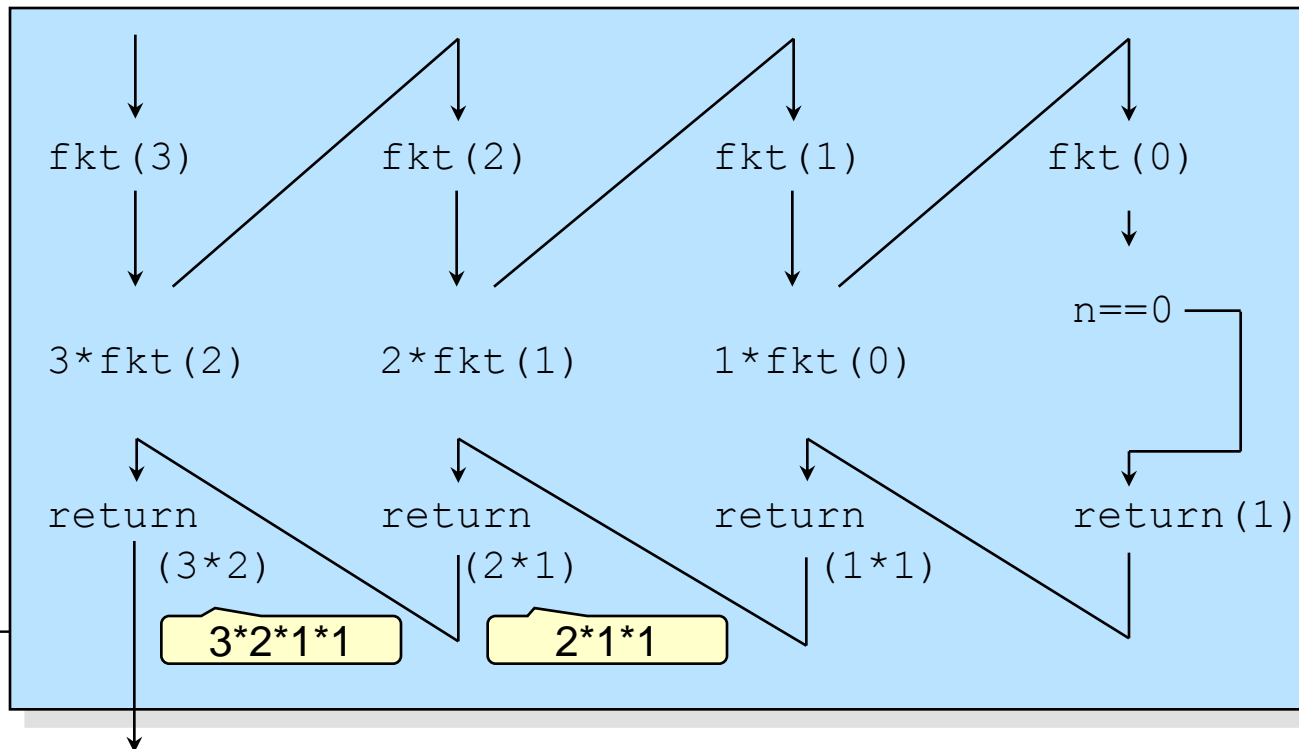 fkt(3) fkt(2) fkt(1) fkt(0)
n==0
3*fkt(2) 2*fkt(1) 1*fkt(0)
return return return return(1)
(3*2) (2*1) (1*1)
3*2*1*1 2*1*1